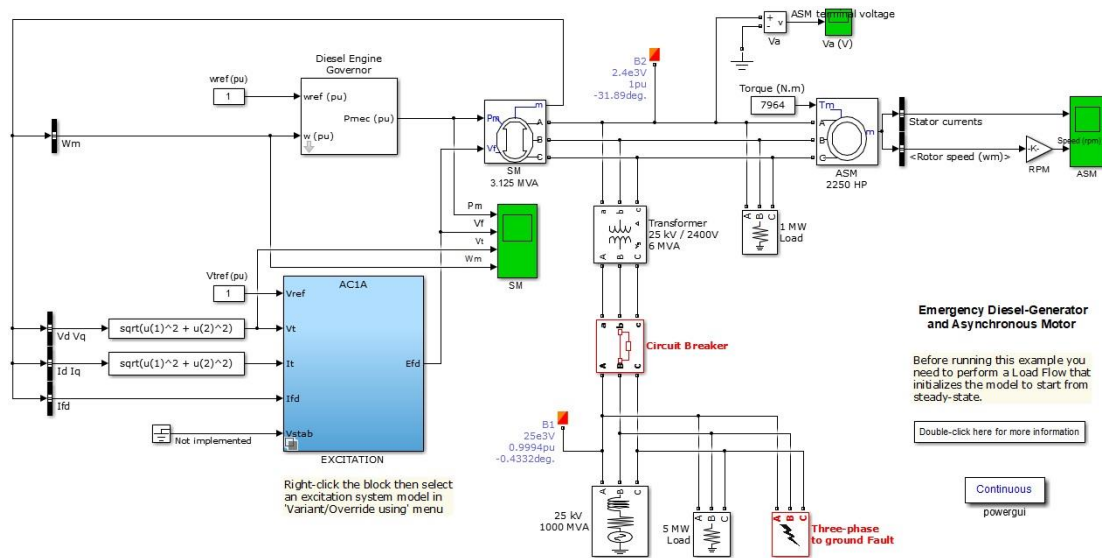 ASM terminal voltage
+
-
v
Va
Va (V)
Diesel Engine
Governor
wref (pu)
1
wref (pu)
w (pu)
Pmec (pu)
Wm
B2
2.4e3V
1pu
-31.89deg.
Torque (N.m)
7964
Pm
Vf_
m
A
B
C
SM
3.125 MVA
Tm
A
B
C
m
ASM
2250 HP
Stator currents
<Rotor speed (wm)>
-K-
RPM
Speed (rpm)
ASM
Pm
Vf
Vt
Wm
SM
a b c
A B C
Transformer
25 kV / 2400V
6 MVA
A B C
1 MW
Load
Vtref(pu)
1
AC1A
Vref
Vt
It
Ifd
Vstab
Efd
EXCITATION
Vd Vq
sqrt(u(1)^2 + u(2)^2)
Id Iq
sqrt(u(1)^2 + u(2)^2)
Ifd
Not implemented
Right-click the block then select
an excitation system model in
'Variant/Override using' menu
a b c
A B C
Circuit Breaker
B1
25e3V
0.9994pu
-0.4332deg.
A B C
25 kV
1000 MVA
A B C
5 MW
Load
A B C
Three-phase
to ground Fault
Emergency Diesel-Generator
and Asynchronous Motor
Before running this example you
need to perform a Load Flow that
initializes the model to start from
steady-state.
Double-click here for more information
Continuous
powergui